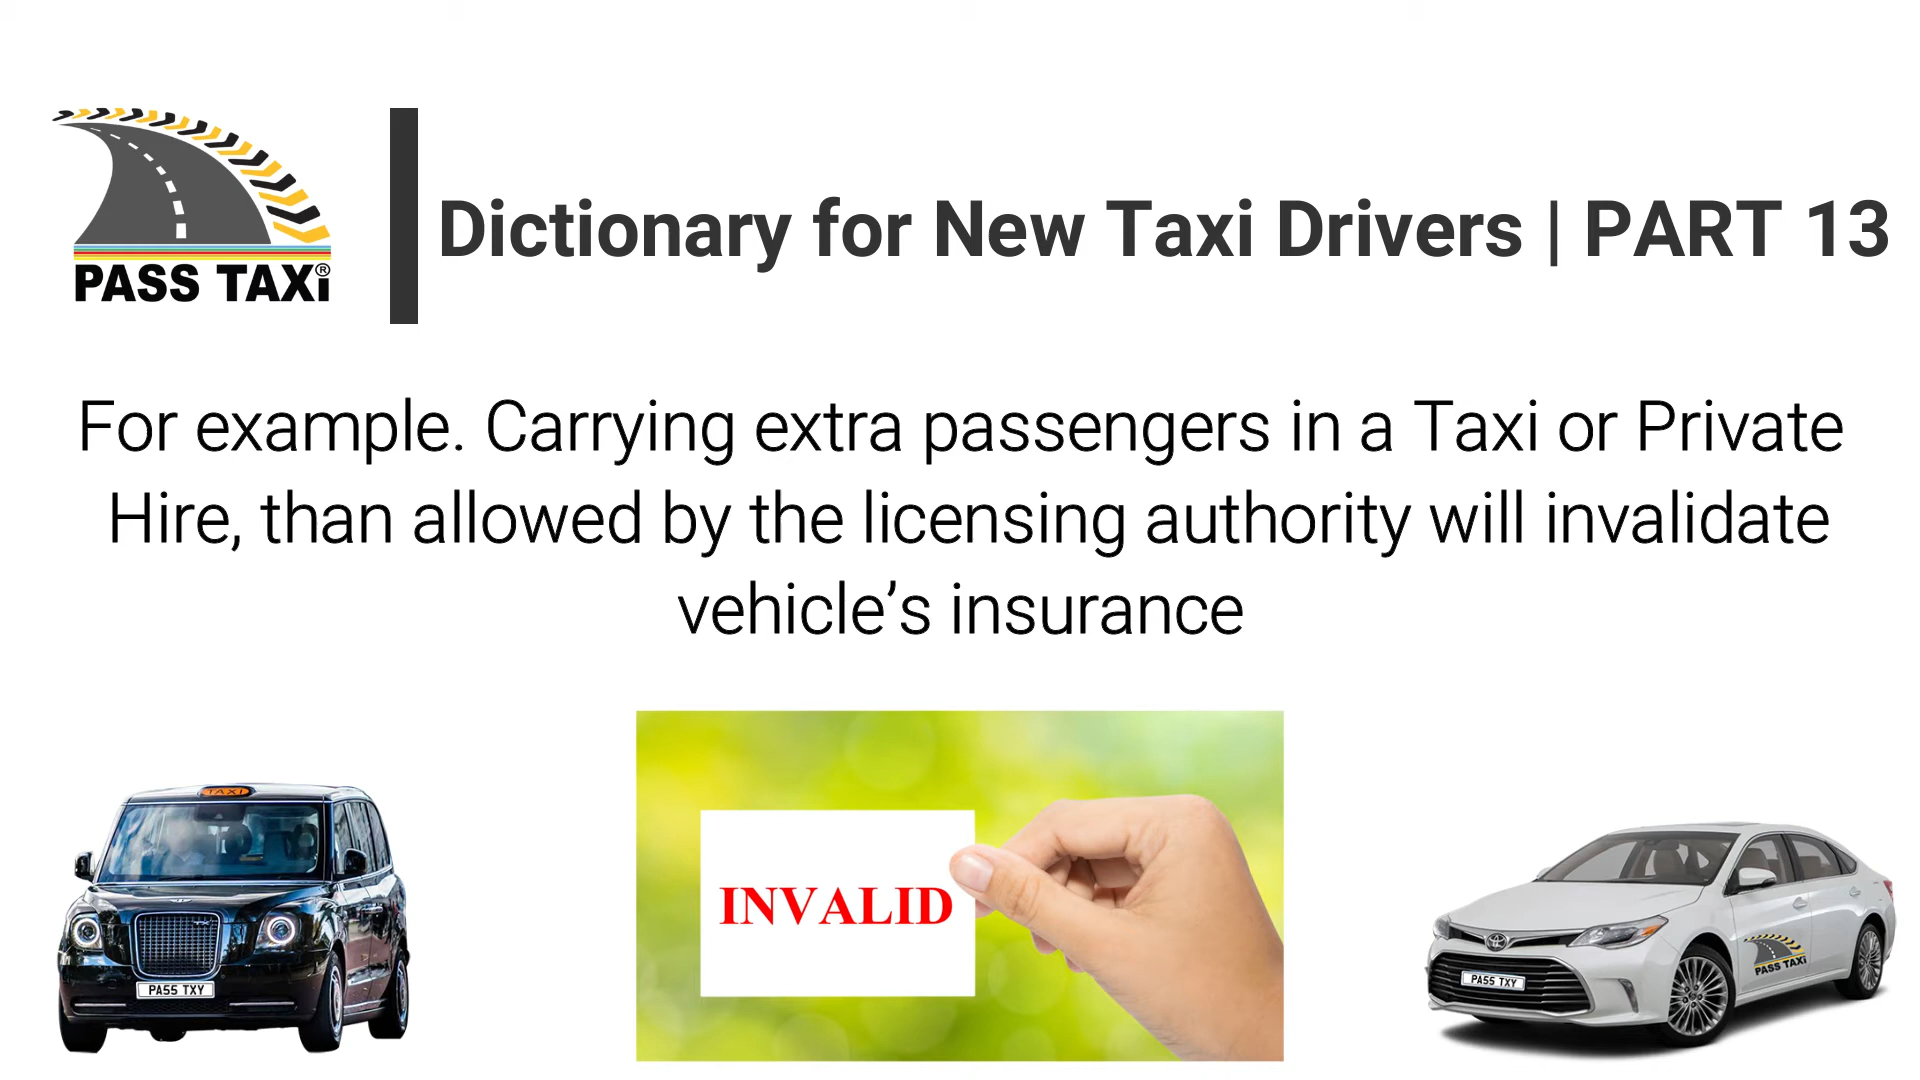 PASS TAXi®
Dictionary for New Taxi Drivers | PART 13
For example. Carrying extra passengers in a Taxi or Private
Hire, than allowed by the licensing authority will invalidate
vehicle’s insurance
TAXI
PA55 TXY
INVALID
PASS TAXi
PA55 TXY